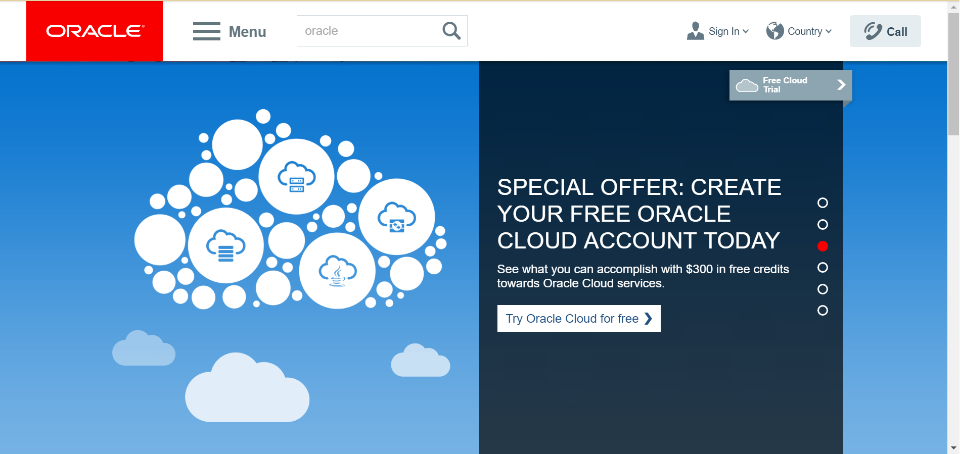 ORACLE
Menu
oracle
Sign In
Country
Call
Free Cloud
Trial
SPECIAL OFFER: CREATE
YOUR FREE ORACLE
CLOUD ACCOUNT TODAY
See what you can accomplish with $300 in free credits
towards Oracle Cloud services.
Try Oracle Cloud for free